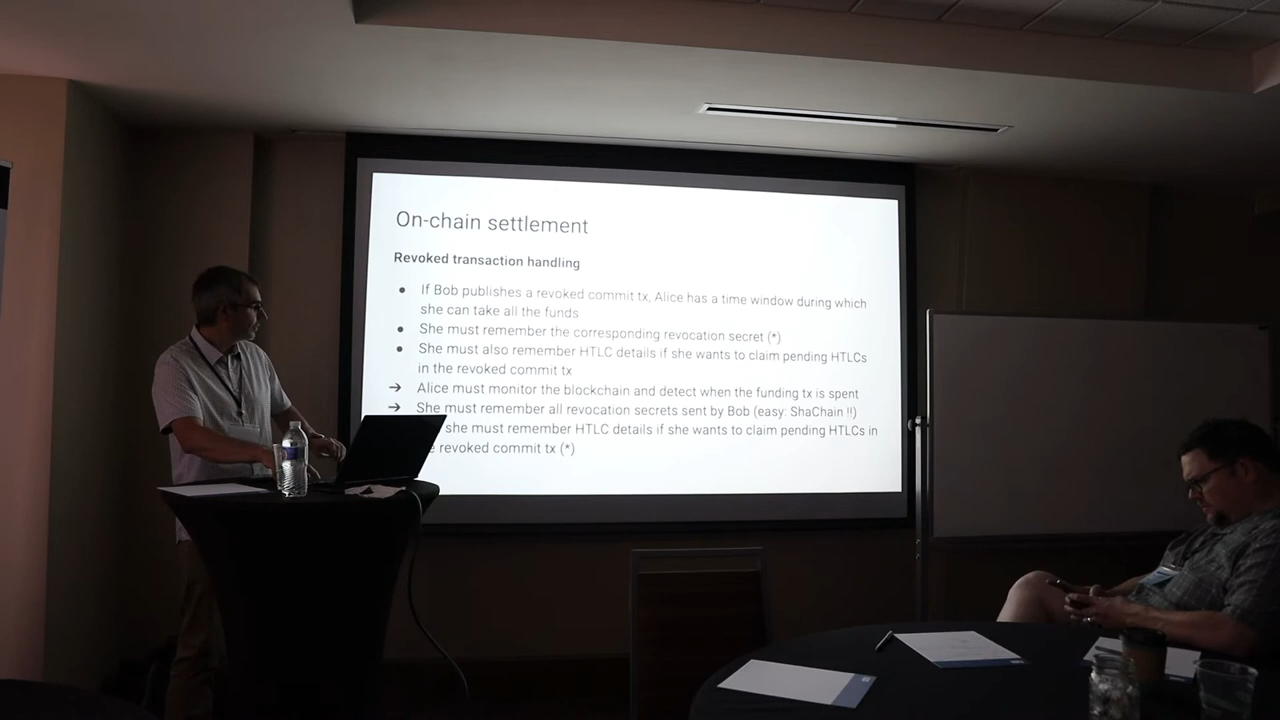 On-chain settlement
Revoked transaction handling
● If Bob publishes a revoked commit tx, Alice has a time window during which
she can take all the funds
● She must remember the corresponding revocation secret (*)
● She must also remember HTLC details if she wants to claim pending HTLCs
in the revoked commit tx
➔ Alice must monitor the blockchain and detect when the funding tx is spent
➔ She must remember all revocation secrets sent by Bob (easy: ShaChain !!)
she must remember HTLC details if she wants to claim pending HTLCs in
revoked commit tx (*)